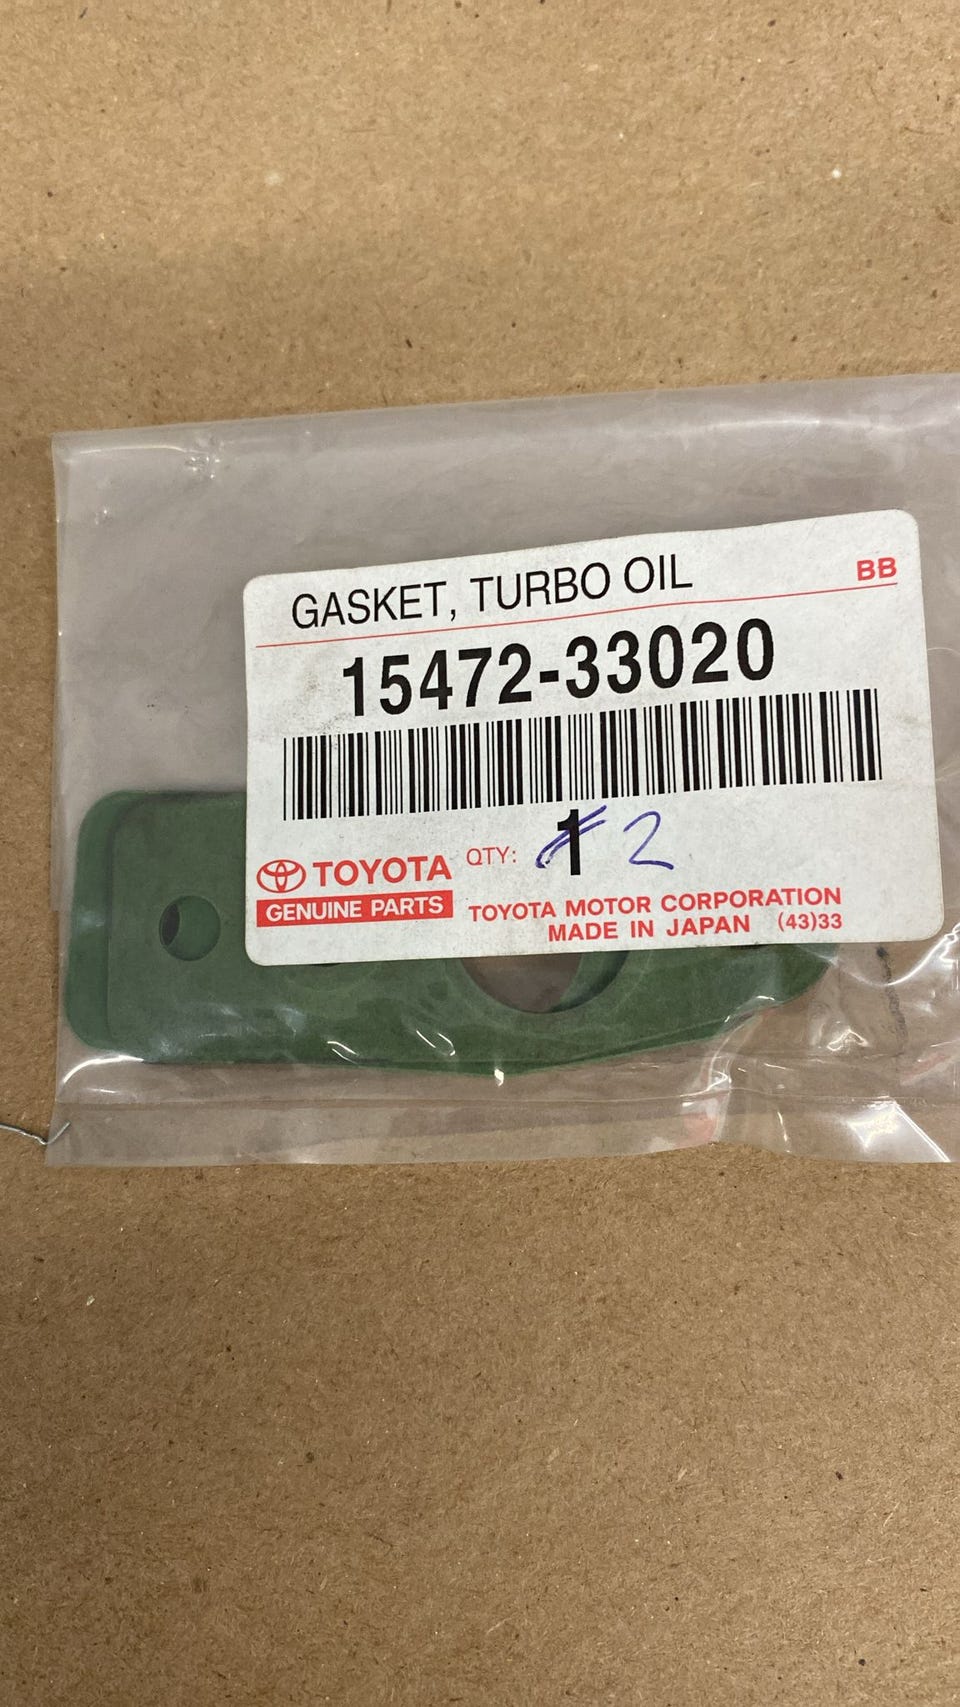 GASKET, TURBO OIL BB
15472-33020
TOYOTA QTY: 1 2
GENUINE PARTS TOYOTA MOTOR CORPORATION
MADE IN JAPAN (43)33